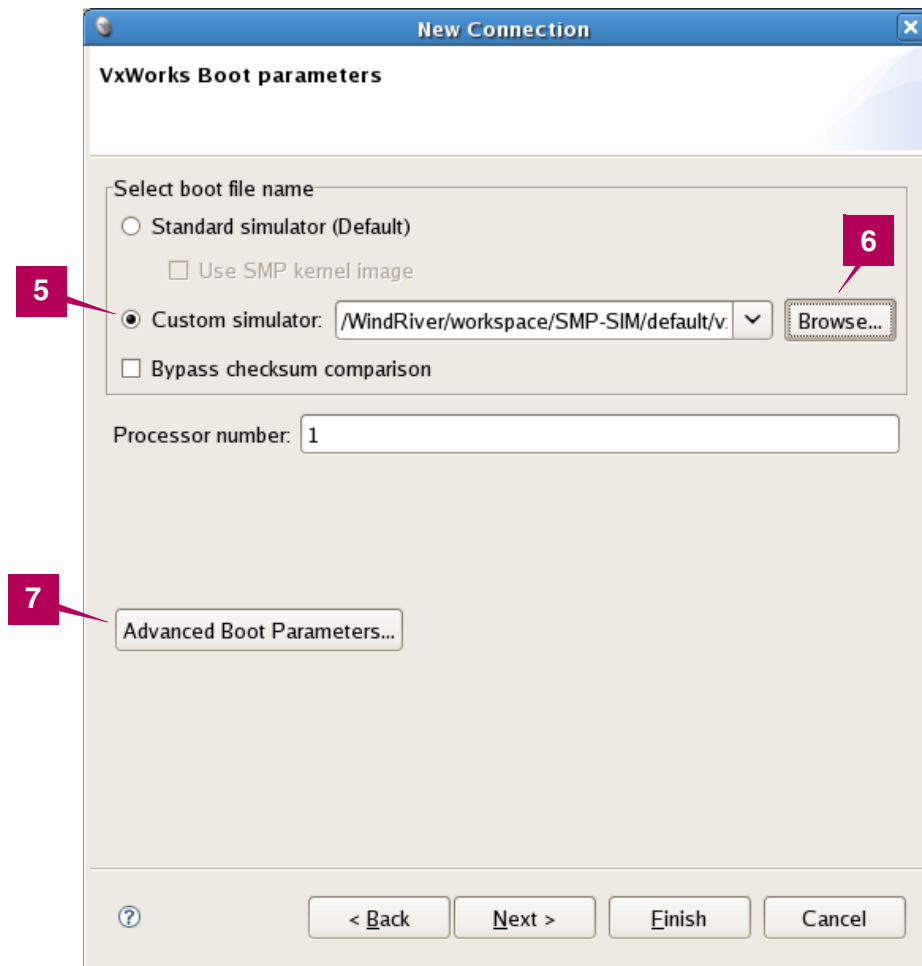 New Connection
VxWorks Boot parameters
Select boot file name
Standard simulator (Default)
6
Use SMP kernel image
5
Custom simulator: /WindRiver/workspace/SMP-SIM/default/v: Browse...
Bypass checksum comparison
Processor number: 1
7
Advanced Boot Parameters...
< Back Next > Finish Cancel